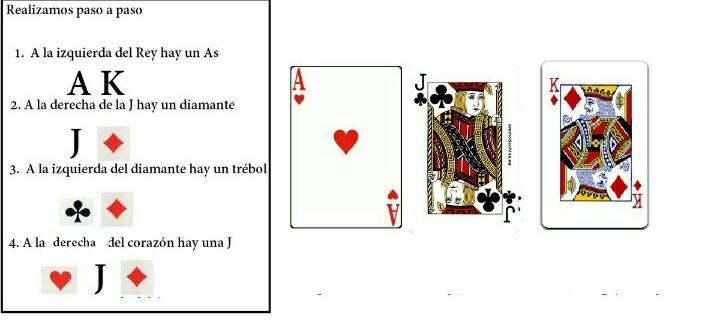 Realizamos paso a paso
1. A la izquierda del Rey hay un As
A K
2. A la derecha de la J hay un diamante
J
3. A la izquierda del diamante hay un trébol
4. A la derecha del corazón hay una J
J
A
A
J
J
K
K